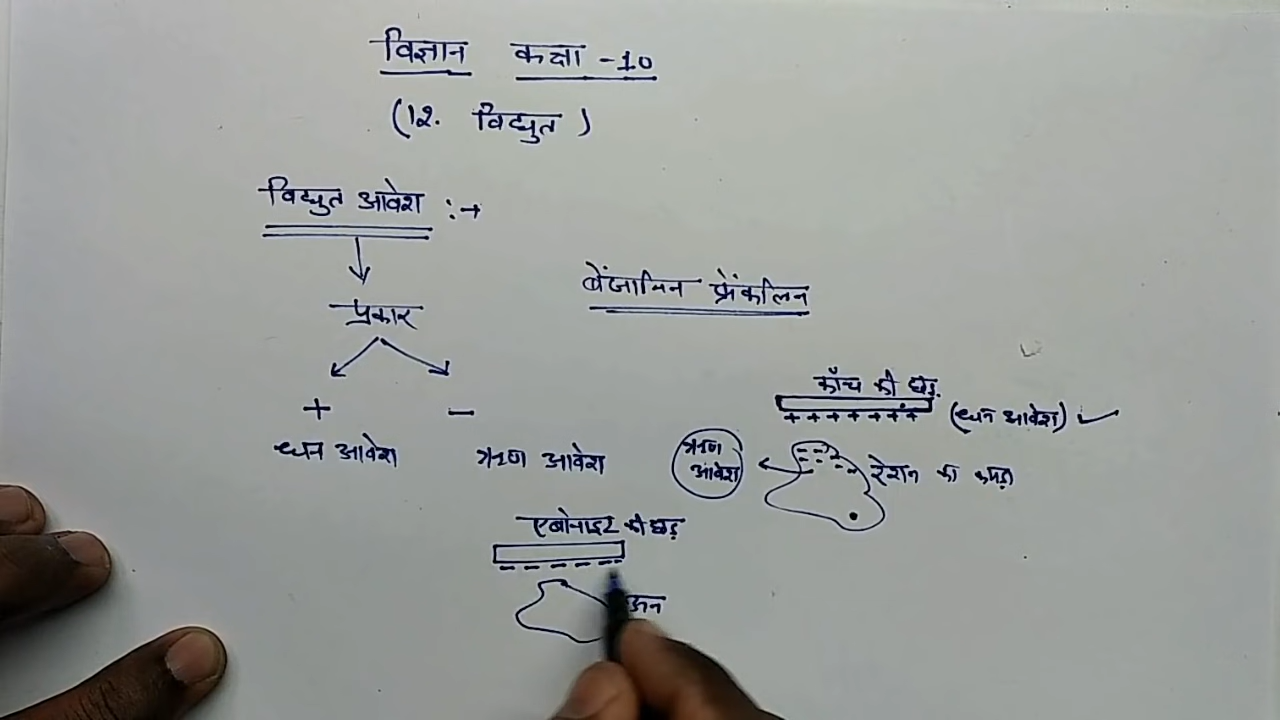 विज्ञान कक्षा -10
(12. विद्युत )
विद्युत आवेश :→
प्रकार
बेंजामिन फ्रेंकलिन
+ −
धन आवेश ऋण आवेश
काँच की छड़
+ + + + + + + (धन आवेश) ✓
ऋण आवेश
रेशम का कपड़ा
एबोनाइट की छड़
- - - - - -
ऊन